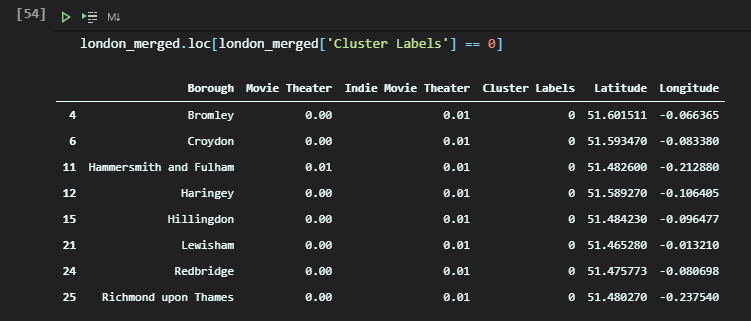 [54] M↓
london_merged.loc[london_merged['Cluster Labels'] == 0]
Borough Movie Theater Indie Movie Theater Cluster Labels Latitude Longitude
4 Bromley 0.00 0.01 0 51.601511 -0.066365
6 Croydon 0.00 0.01 0 51.593470 -0.083380
11 Hammersmith and Fulham 0.01 0.01 0 51.482600 -0.212880
12 Haringey 0.00 0.01 0 51.589270 -0.106405
15 Hillingdon 0.00 0.01 0 51.484230 -0.096477
21 Lewisham 0.00 0.01 0 51.465280 -0.013210
24 Redbridge 0.00 0.01 0 51.475773 -0.080698
25 Richmond upon Thames 0.00 0.01 0 51.480270 -0.237540